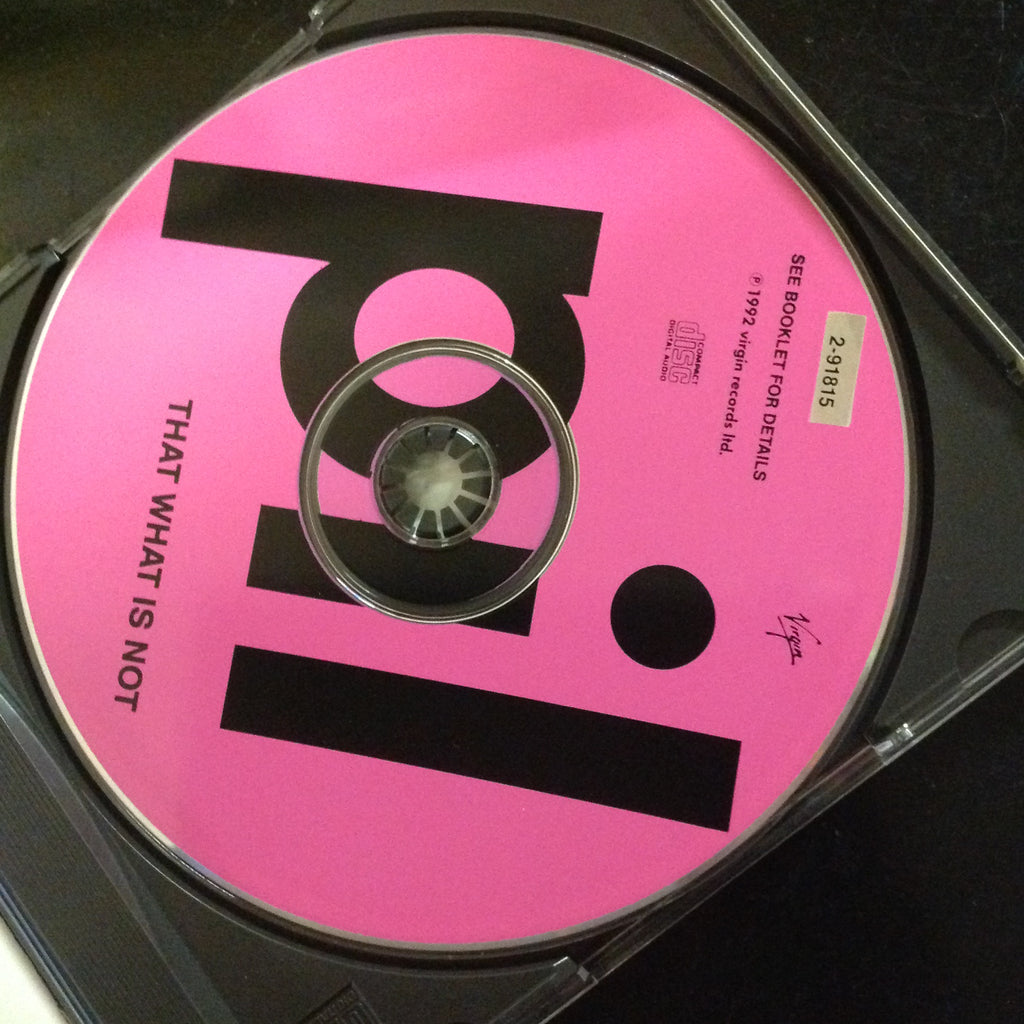 2-91815
SEE BOOKLET FOR DETAILS
℗ 1992 virgin records ltd.
Virgin
COMPACT
disc
DIGITAL AUDIO
pil
THAT WHAT IS NOT